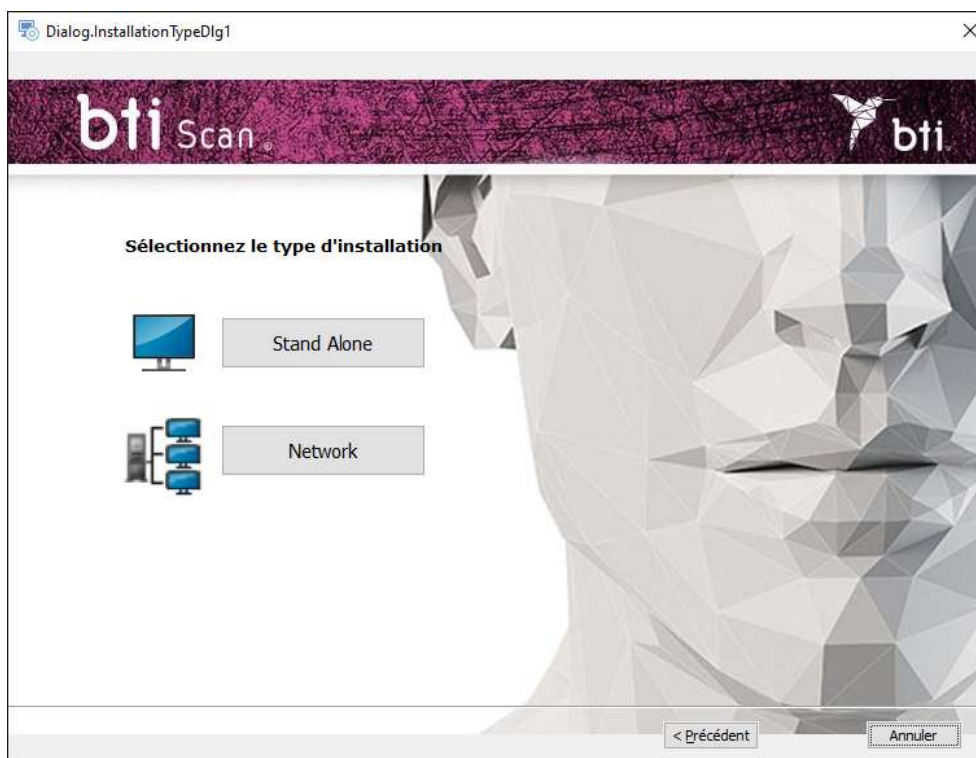 Dialog.InstallationTypeDlg1
bti Scan®
bti
Sélectionnez le type d'installation
Stand Alone
Network
< Précédent
Annuler